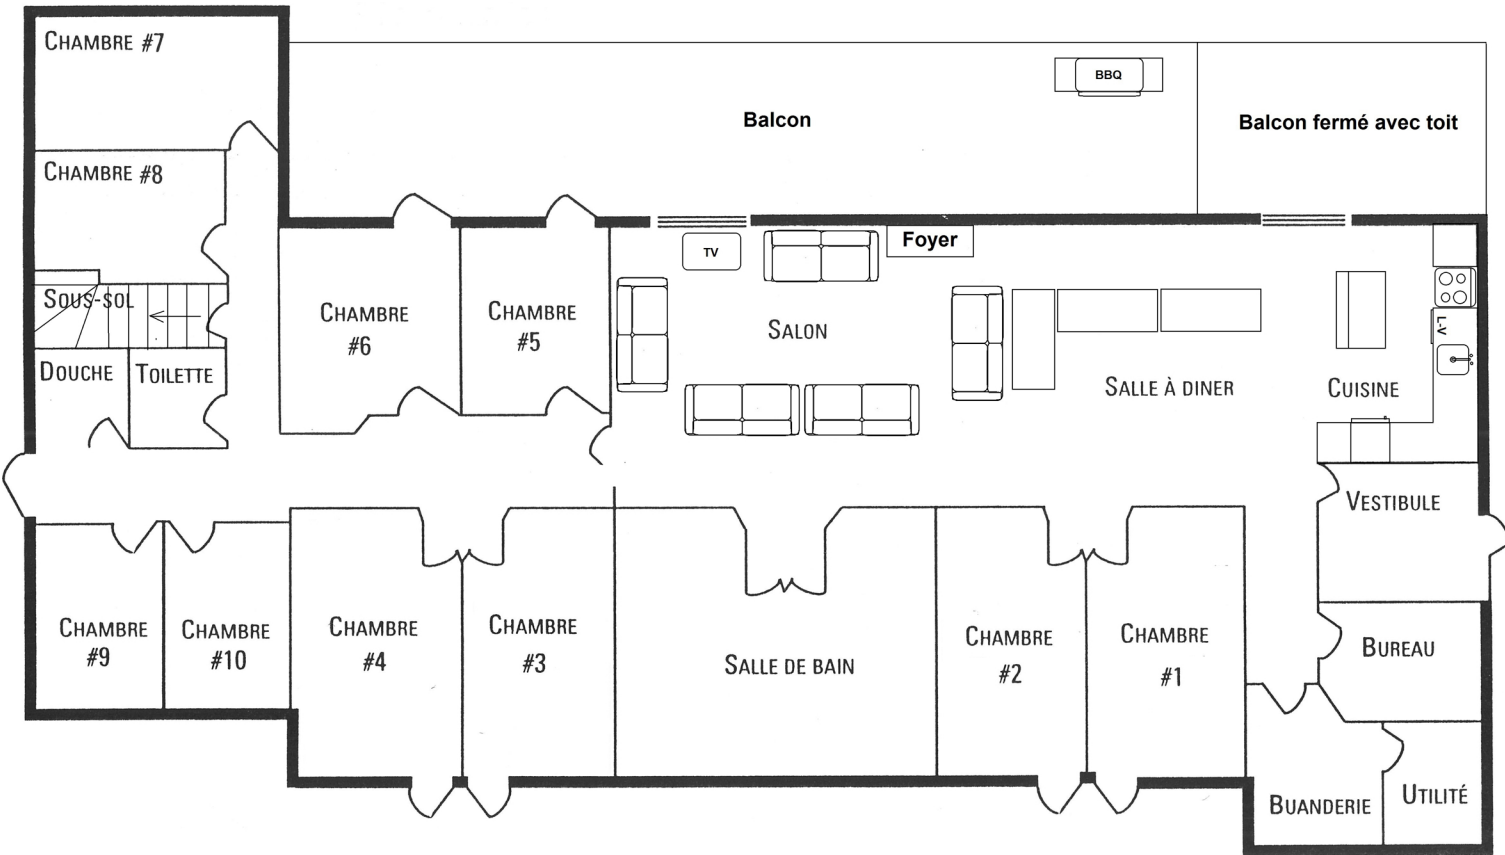 CHAMBRE #7
BBQ
Balcon
Balcon fermé avec toit
CHAMBRE #8
Foyer
TV
SOUS-SOL
CHAMBRE
#6
CHAMBRE
#5
SALON
L-V
DOUCHE
TOILETTE
SALLE À DINER
CUISINE
VESTIBULE
CHAMBRE
#9
CHAMBRE
#10
CHAMBRE
#4
CHAMBRE
#3
SALLE DE BAIN
CHAMBRE
#2
CHAMBRE
#1
BUREAU
BUANDERIE
UTILITÉ